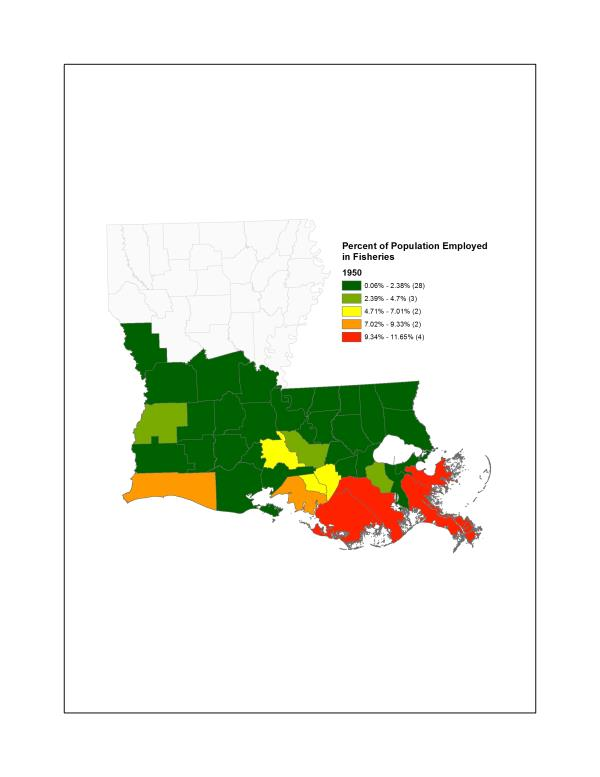 Percent of Population Employed
in Fisheries
1950
0.06% - 2.38% (28)
2.39% - 4.7% (3)
4.71% - 7.01% (2)
7.02% - 9.33% (2)
9.34% - 11.65% (4)